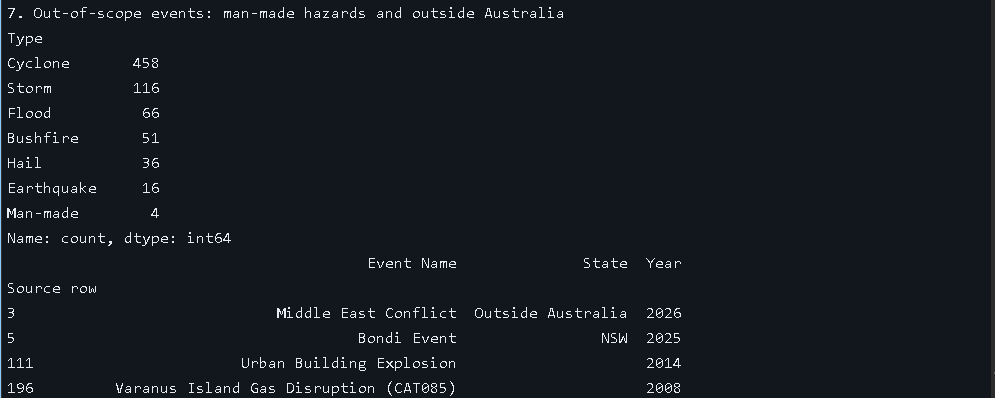 7. Out-of-scope events: man-made hazards and outside Australia
Type
Cyclone 458
Storm 116
Flood 66
Bushfire 51
Hail 36
Earthquake 16
Man-made 4
Name: count, dtype: int64
Event Name State Year
Source row
3 Middle East Conflict Outside Australia 2026
5 Bondi Event NSW 2025
111 Urban Building Explosion 2014
196 Varanus Island Gas Disruption (CAT085) 2008